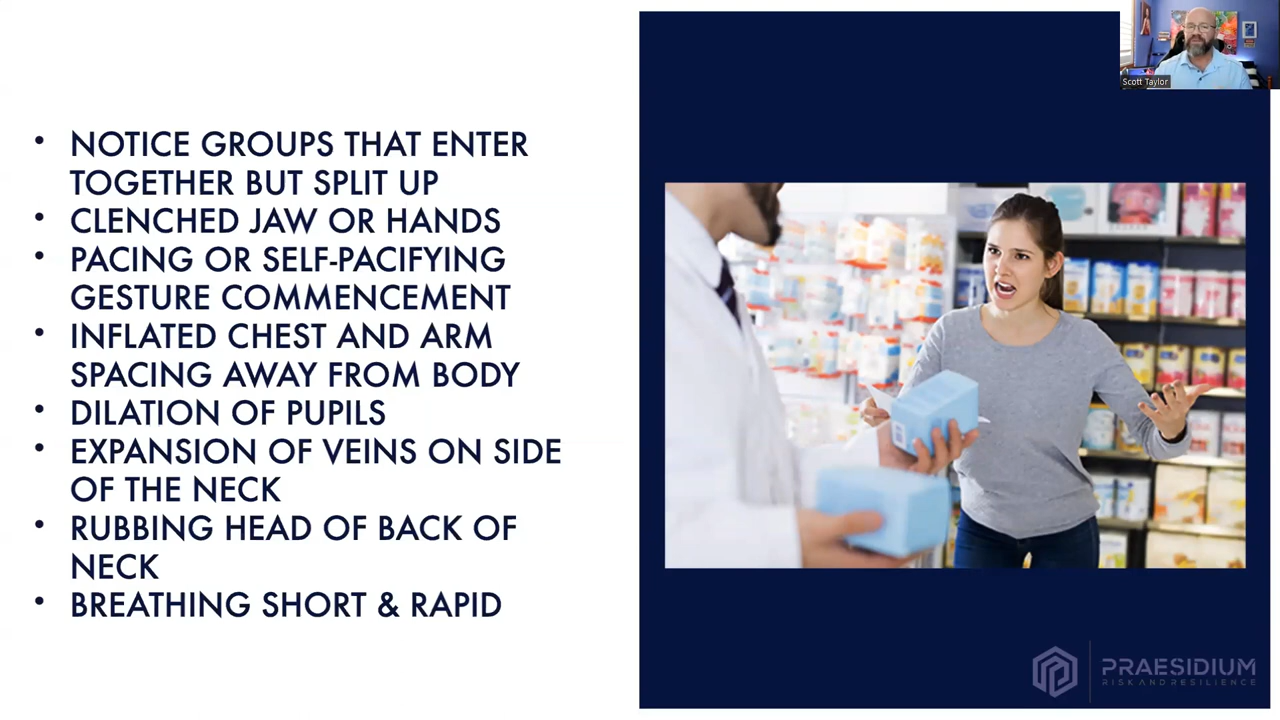 • NOTICE GROUPS THAT ENTER
TOGETHER BUT SPLIT UP
• CLENCHED JAW OR HANDS
• PACING OR SELF-PACIFYING
GESTURE COMMENCEMENT
• INFLATED CHEST AND ARM
SPACING AWAY FROM BODY
• DILATION OF PUPILS
• EXPANSION OF VEINS ON SIDE
OF THE NECK
• RUBBING HEAD OF BACK OF
NECK
• BREATHING SHORT & RAPID
Scott Taylor
PRAESIDIUM
RISK AND RESILIENCE